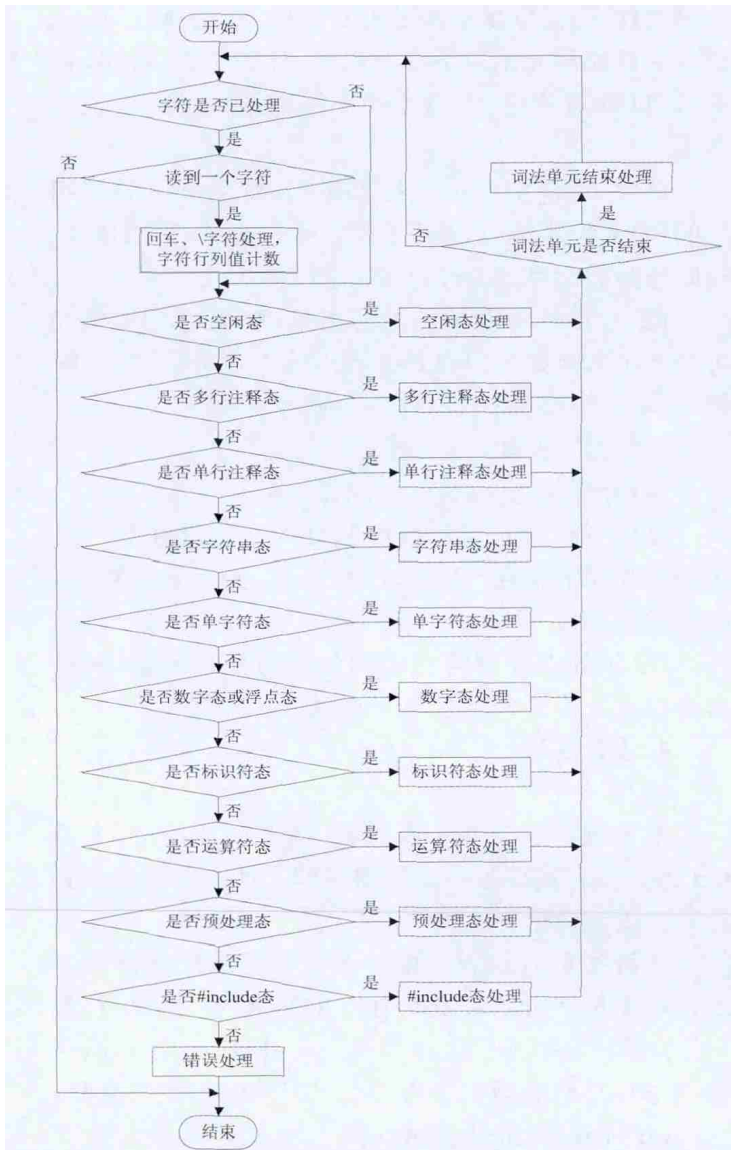 开始
字符是否已处理
否
是
否
读到一个字符
是
回车、\字符处理,
字符行列值计数
词法单元结束处理
是
否
词法单元是否结束
是否空闲态
是
空闲态处理
否
是否多行注释态
是
多行注释态处理
否
是否单行注释态
是
单行注释态处理
否
是否字符串态
是
字符串态处理
否
是否单字符态
是
单字符态处理
否
是否数字态或浮点态
是
数字态处理
否
是否标识符态
是
标识符态处理
否
是否运算符态
是
运算符态处理
否
是否预处理态
是
预处理态处理
否
是否#include态
是
#include态处理
否
错误处理
结束